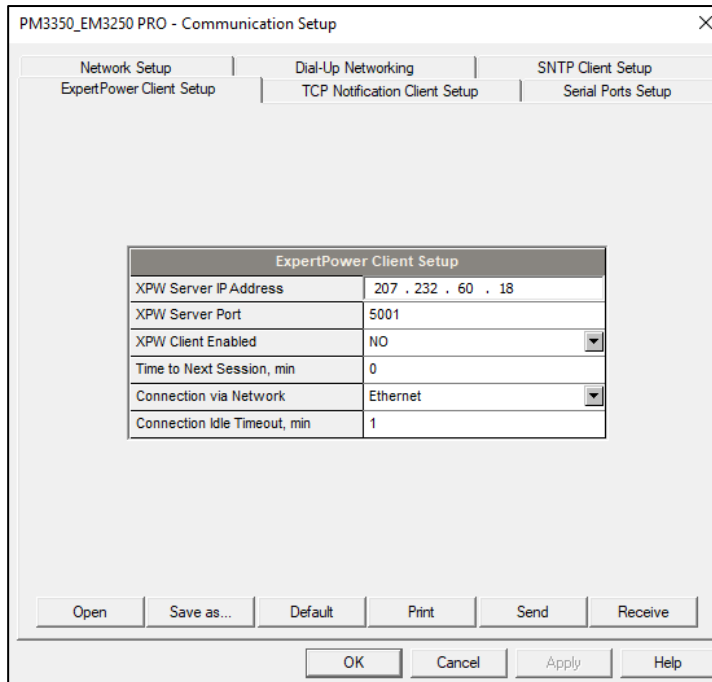 PM3350_EM3250 PRO - Communication Setup
Network Setup
Dial-Up Networking
SNTP Client Setup
ExpertPower Client Setup
TCP Notification Client Setup
Serial Ports Setup
ExpertPower Client Setup
XPW Server IP Address 207 . 232 . 60 . 18
XPW Server Port 5001
XPW Client Enabled NO
Time to Next Session, min 0
Connection via Network Ethernet
Connection Idle Timeout, min 1
Open Save as... Default Print Send Receive
OK Cancel Apply Help